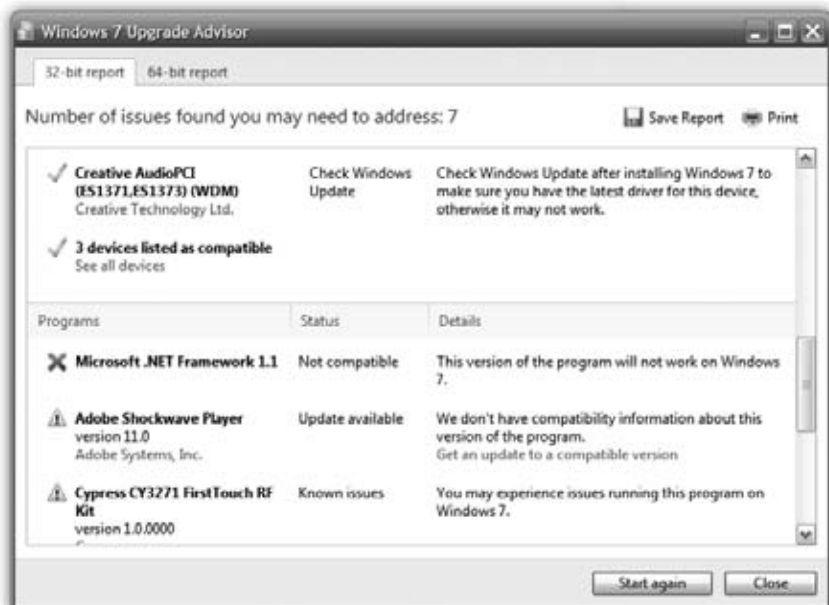 Windows 7 Upgrade Advisor
32-bit report 64-bit report
Number of issues found you may need to address: 7
Save Report Print
Creative AudioPCI
(ES1371,ES1373) (WDM)
Creative Technology Ltd.
Check Windows
Update
Check Windows Update after installing Windows 7 to
make sure you have the latest driver for this device,
otherwise it may not work.
3 devices listed as compatible
See all devices
Programs Status Details
Microsoft .NET Framework 1.1
Not compatible
This version of the program will not work on Windows
7.
Adobe Shockwave Player
version 11.0
Adobe Systems, Inc.
Update available
We don't have compatibility information about this
version of the program.
Get an update to a compatible version
Cypress CY3271 FirstTouch RF
Kit
version 1.0.0000
Known issues
You may experience issues running this program on
Windows 7.
Start again Close